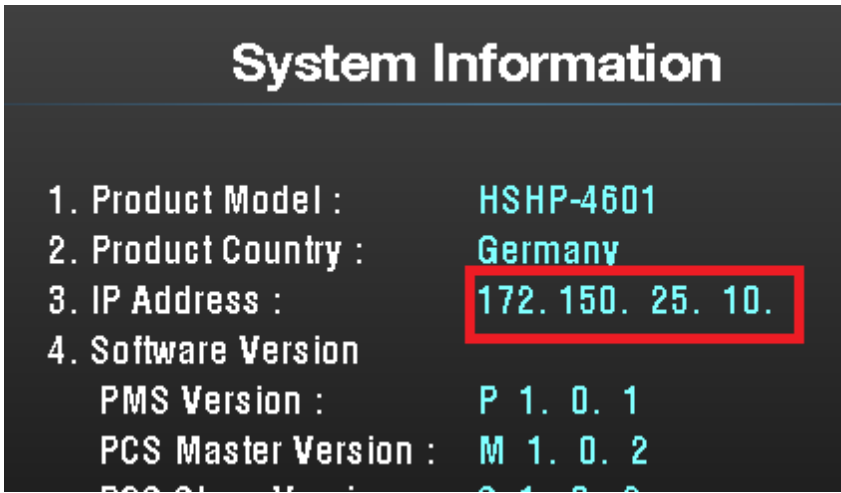 System Information
1. Product Model : HSHP-4601
2. Product Country : Germany
3. IP Address : 172. 150. 25. 10.
4. Software Version
PMS Version : P 1. 0. 1
PCS Master Version : M 1. 0. 2